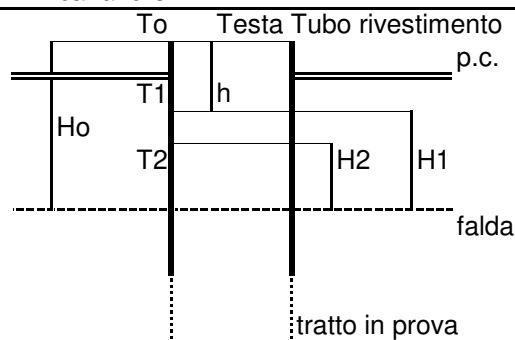 To Testa Tubo rivestimento
p.c.
T1 h
Ho
T2 H2 H1
falda
tratto in prova